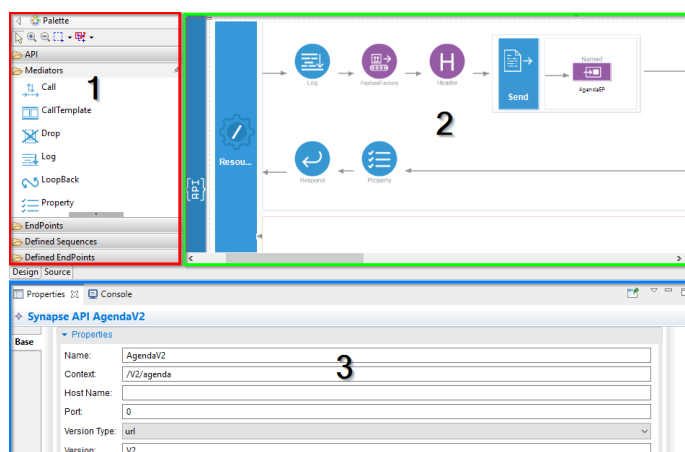 Palette
API
Mediators
1
Call
CallTemplate
Drop
Log
LoopBack
Property
EndPoints
Defined Sequences
Defined EndPoints
Design Source
{API}
Resou...
Log
PayloadFactory
H
Header
Send
Named
AgendaEP
2
Respond
Property
Properties
Console
Synapse API AgendaV2
Base
Properties
Name: AgendaV2
Context: /V2/agenda
3
Host Name:
Port: 0
Version Type: url
Version: V2